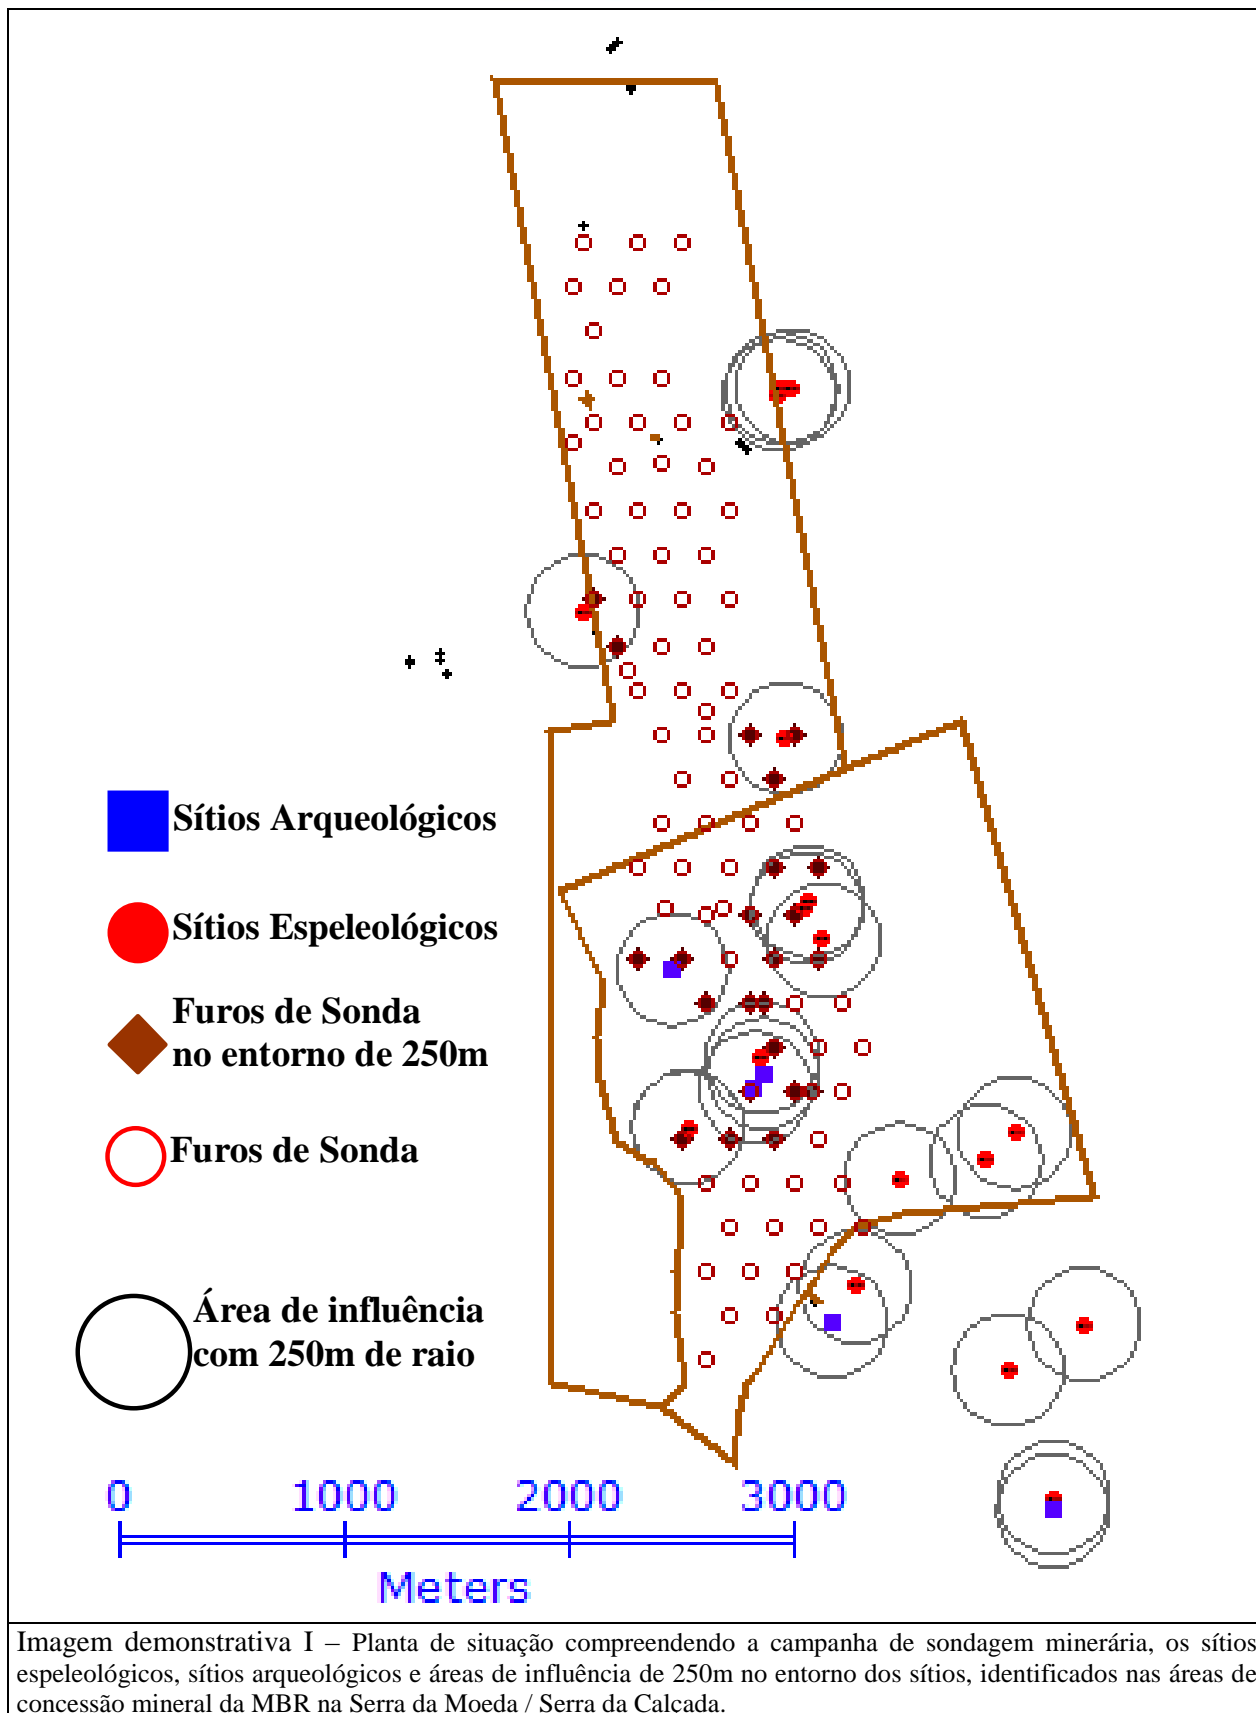 Sítios Arqueológicos
Sítios Espeleológicos
Furos de Sonda
no entorno de 250m
Furos de Sonda
Área de influência
com 250m de raio
0 1000 2000 3000
Meters
Imagem demonstrativa I – Planta de situação compreendendo a campanha de sondagem minerária, os sítios
espeleológicos, sítios arqueológicos e áreas de influência de 250m no entorno dos sítios, identificados nas áreas de
concessão mineral da MBR na Serra da Moeda / Serra da Calçada.